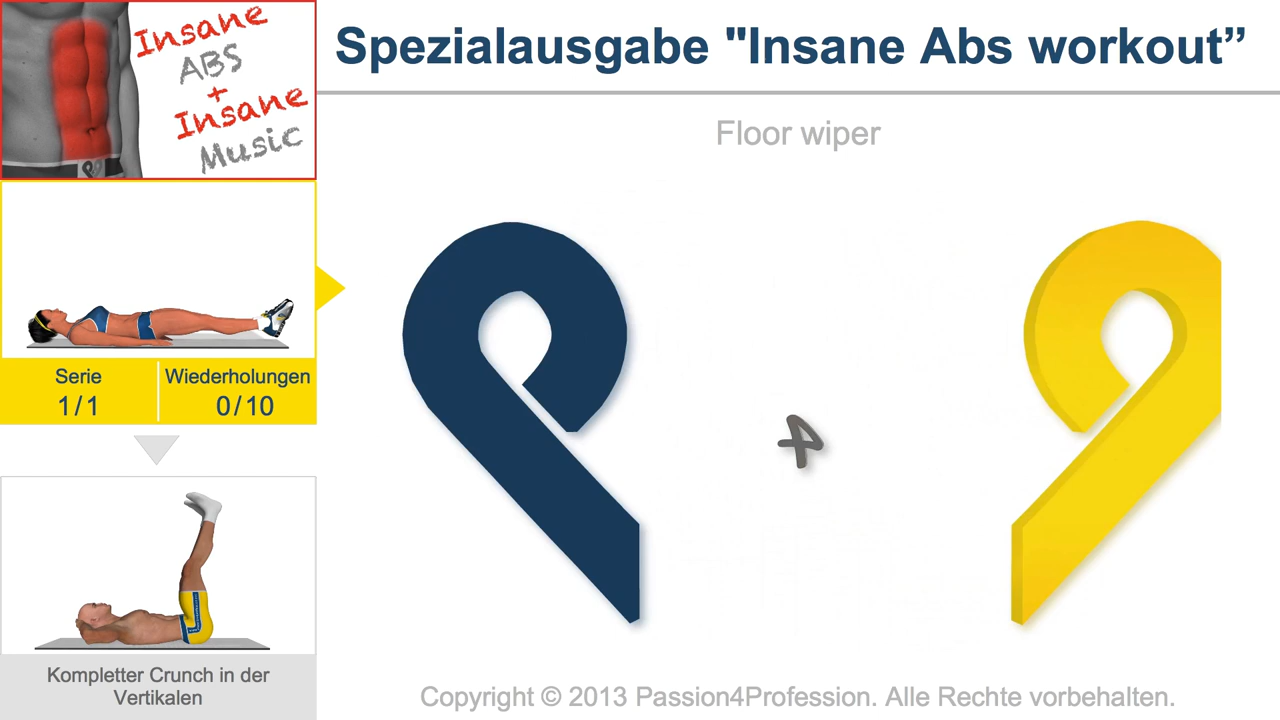 Insane
ABS
+
Insane
Music
Spezialausgabe "Insane Abs workout”
Floor wiper
Serie
1/1
Wiederholungen
0/10
4
Kompletter Crunch in der
Vertikalen
Copyright © 2013 Passion4Profession. Alle Rechte vorbehalten.